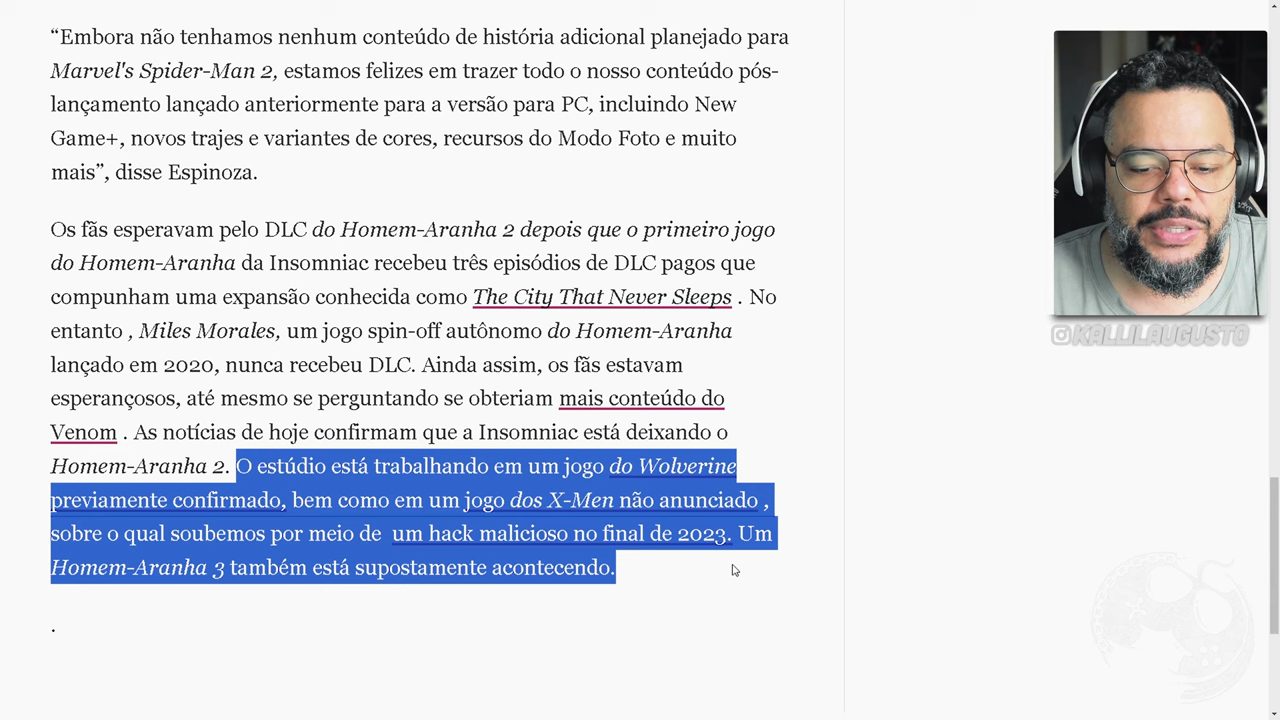 “Embora não tenhamos nenhum conteúdo de história adicional planejado para
Marvel's Spider-Man 2, estamos felizes em trazer todo o nosso conteúdo pós-
lançamento lançado anteriormente para a versão para PC, incluindo New
Game+, novos trajes e variantes de cores, recursos do Modo Foto e muito
mais”, disse Espinoza.
Os fãs esperavam pelo DLC do Homem-Aranha 2 depois que o primeiro jogo
do Homem-Aranha da Insomniac recebeu três episódios de DLC pagos que
compunham uma expansão conhecida como The City That Never Sleeps . No
entanto , Miles Morales, um jogo spin-off autônomo do Homem-Aranha
lançado em 2020, nunca recebeu DLC. Ainda assim, os fãs estavam
esperançosos, até mesmo se perguntando se obteriam mais conteúdo do
Venom . As notícias de hoje confirmam que a Insomniac está deixando o
Homem-Aranha 2. O estúdio está trabalhando em um jogo do Wolverine
previamente confirmado, bem como em um jogo dos X-Men não anunciado ,
sobre o qual soubemos por meio de um hack malicioso no final de 2023. Um
Homem-Aranha 3 também está supostamente acontecendo.
.
@KALLILAUGUSTO